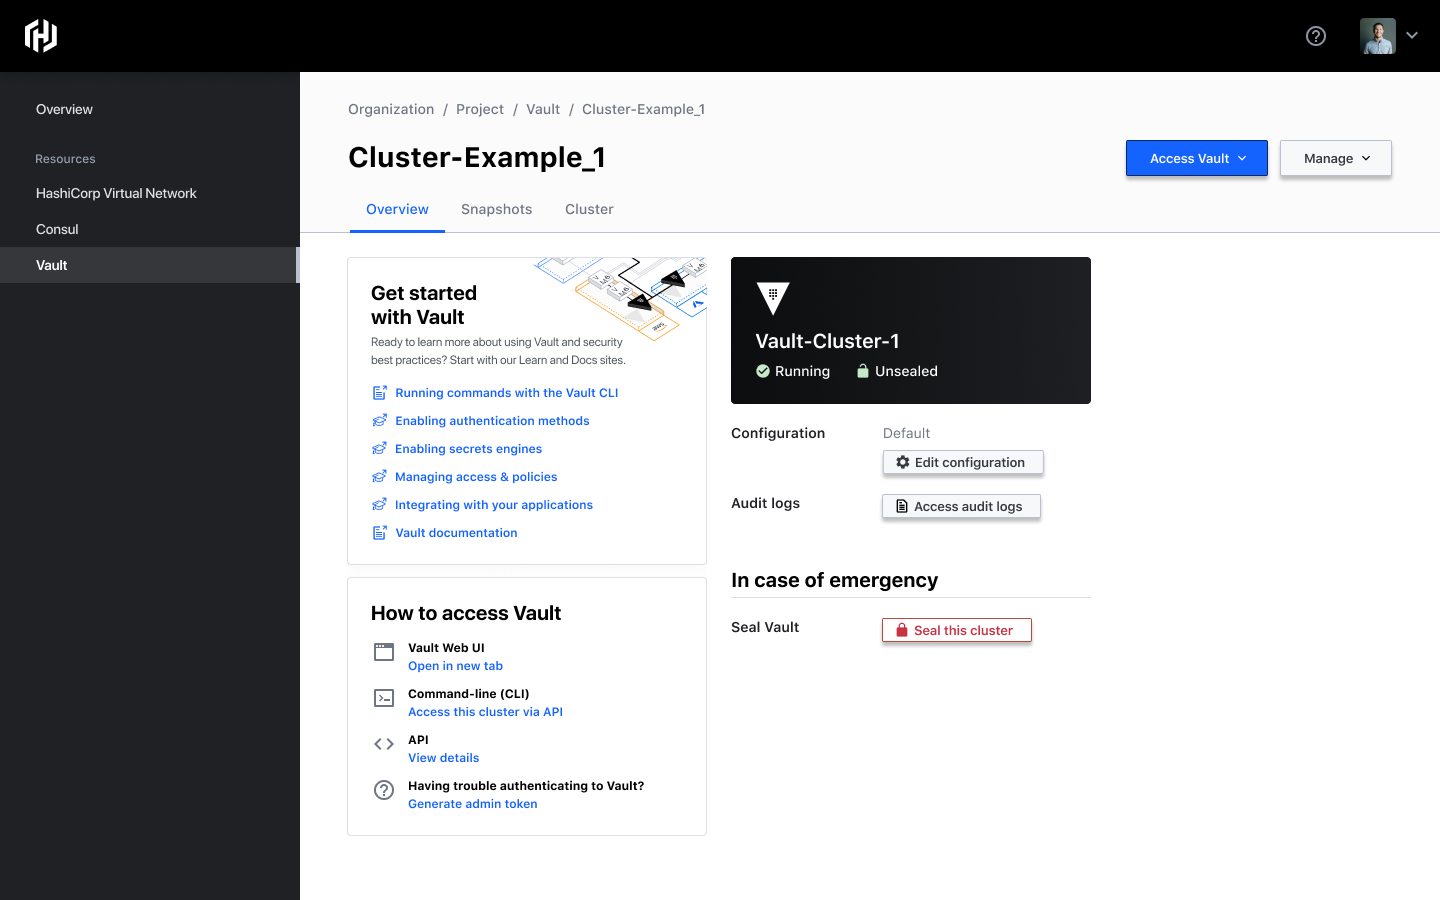 Overview
Resources
HashiCorp Virtual Network
Consul
Vault
Organization / Project / Vault / Cluster-Example_1
Cluster-Example_1
Access Vault
Manage
Overview
Snapshots
Cluster
Get started
with Vault
Ready to learn more about using Vault and security
best practices? Start with our Learn and Docs sites.
Running commands with the Vault CLI
Enabling authentication methods
Enabling secrets engines
Managing access & policies
Integrating with your applications
Vault documentation
How to access Vault
Vault Web UI
Open in new tab
Command-line (CLI)
Access this cluster via API
API
View details
Having trouble authenticating to Vault?
Generate admin token
Vault-Cluster-1
Running
Unsealed
Configuration
Default
Edit configuration
Audit logs
Access audit logs
In case of emergency
Seal Vault
Seal this cluster